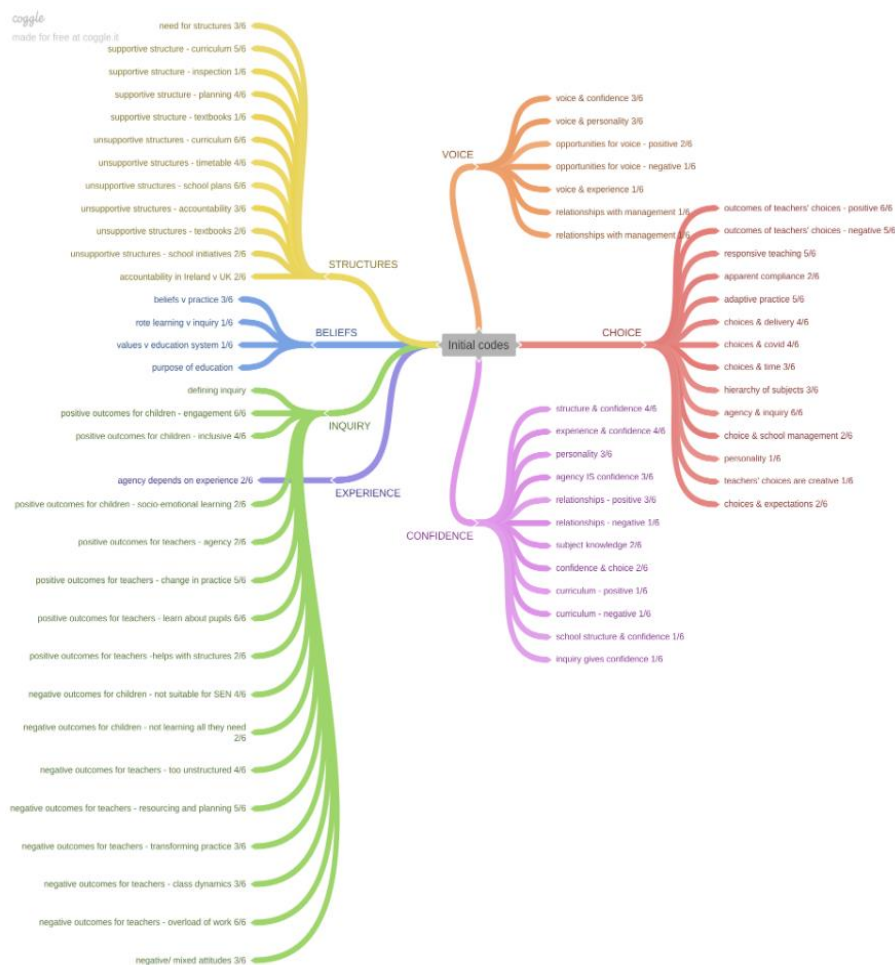 coggle
made for free at coggle.it
need for structures 3/6
supportive structure - curriculum 5/6
supportive structure - inspection 1/6
supportive structure - planning 4/6
supportive structure - textbooks 1/6
unsupportive structures - curriculum 6/6
unsupportive structures - timetable 4/6
unsupportive structures - school plans 6/6
unsupportive structures - accountability 3/6
unsupportive structures - textbooks 2/6
unsupportive structures - school initiatives 2/6
accountability in Ireland v UK 2/6
STRUCTURES
beliefs v practice 3/6
rote learning v inquiry 1/6
values v education system 1/6
purpose of education
BELIEFS
defining inquiry
positive outcomes for children - engagement 6/6
positive outcomes for children - inclusive 4/6
INQUIRY
agency depends on experience 2/6
EXPERIENCE
positive outcomes for children - socio-emotional learning 2/6
positive outcomes for teachers - agency 2/6
positive outcomes for teachers - change in practice 5/6
positive outcomes for teachers - learn about pupils 6/6
positive outcomes for teachers -helps with structures 2/6
negative outcomes for children - not suitable for SEN 4/6
negative outcomes for children - not learning all they need
2/6
negative outcomes for teachers - too unstructured 4/6
negative outcomes for teachers - resourcing and planning 5/6
negative outcomes for teachers - transforming practice 3/6
negative outcomes for teachers - class dynamics 3/6
negative outcomes for teachers - overload of work 6/6
negative/ mixed attitudes 3/6
Initial codes
VOICE
voice & confidence 3/6
voice & personality 3/6
opportunities for voice - positive 2/6
opportunities for voice - negative 1/6
voice & experience 1/6
relationships with management 1/6
relationships with management 1/6
CHOICE
outcomes of teachers' choices - positive 6/6
outcomes of teachers' choices - negative 5/6
responsive teaching 5/6
apparent compliance 2/6
adaptive practice 5/6
choices & delivery 4/6
choices & covid 4/6
choices & time 3/6
hierarchy of subjects 3/6
agency & inquiry 6/6
choice & school management 2/6
personality 1/6
teachers' choices are creative 1/6
choices & expectations 2/6
CONFIDENCE
structure & confidence 4/6
experience & confidence 4/6
personality 3/6
agency IS confidence 3/6
relationships - positive 3/6
relationships - negative 1/6
subject knowledge 2/6
confidence & choice 2/6
curriculum - positive 1/6
curriculum - negative 1/6
school structure & confidence 1/6
inquiry gives confidence 1/6